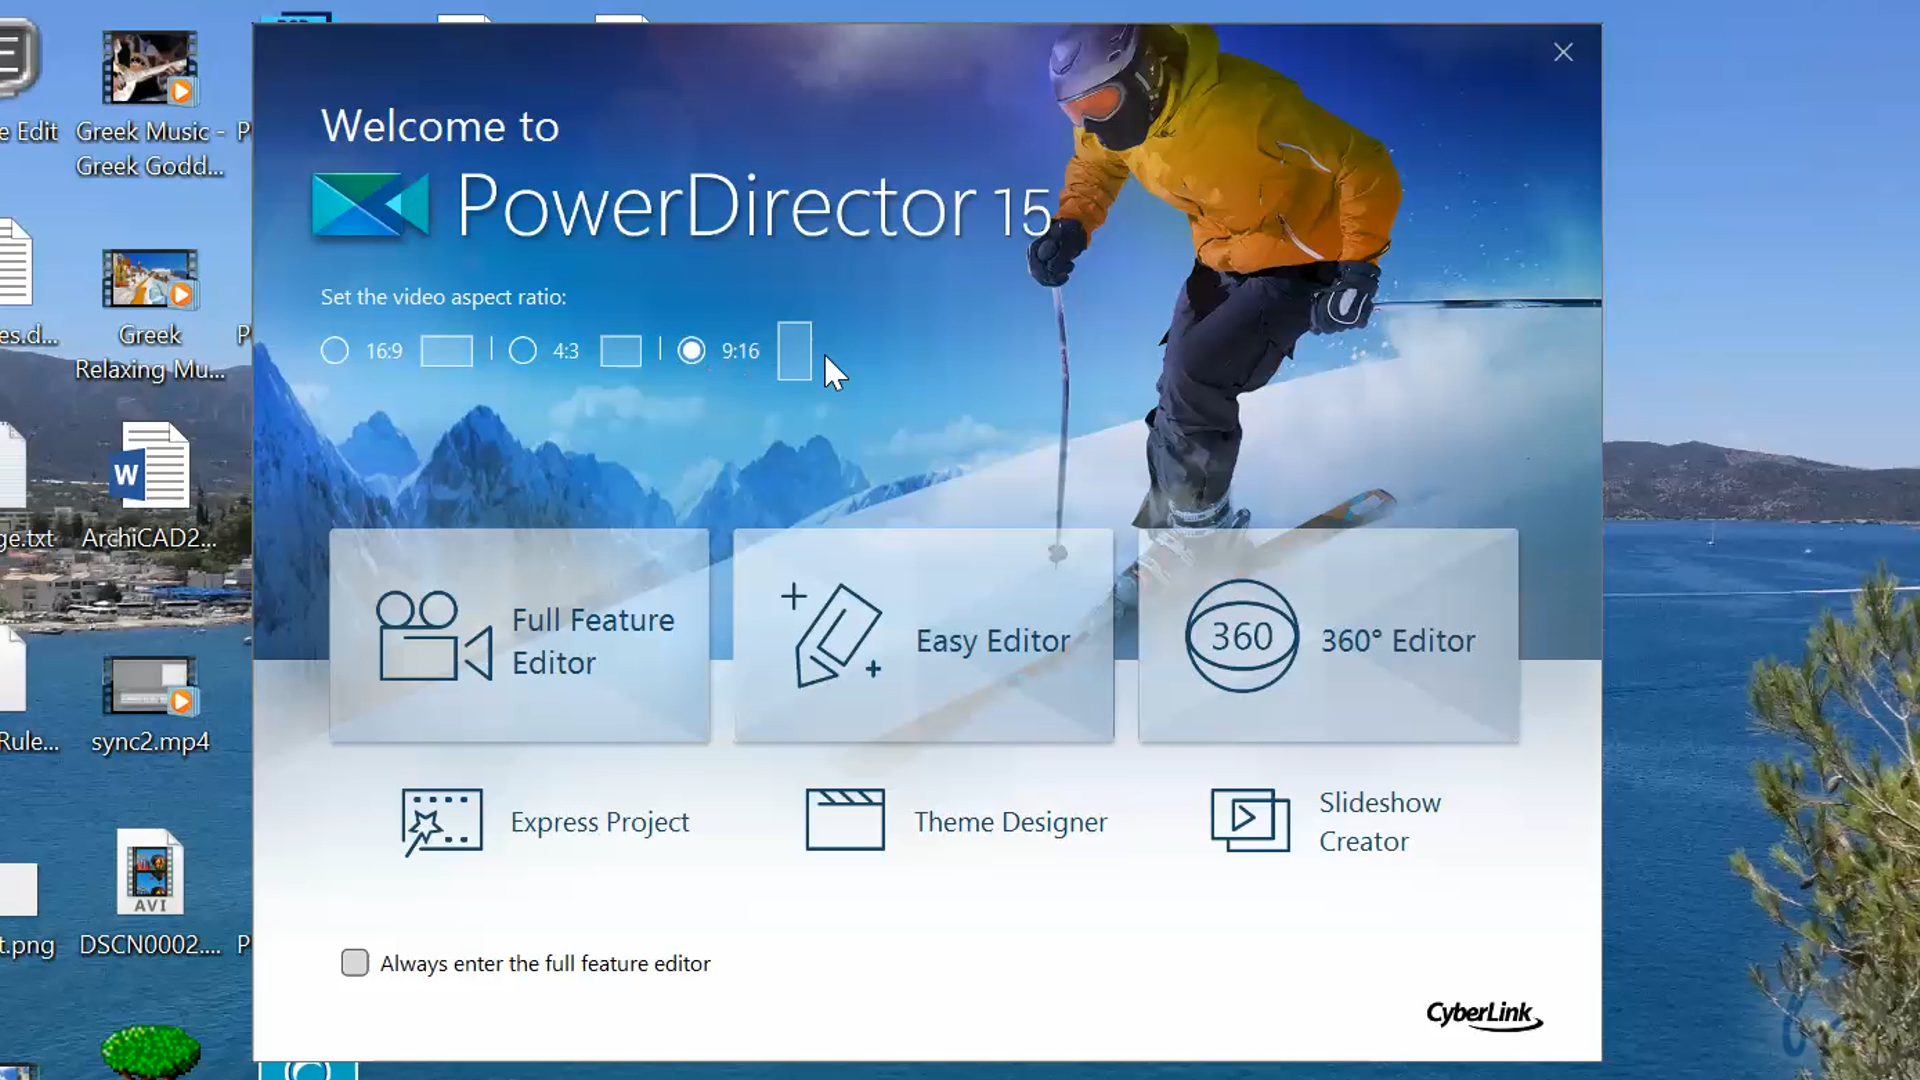 e Edit
Greek Music -
Greek Godd...
P
es.d...
Greek
Relaxing Mu...
P
W
ge.txt
ArchiCAD2...
Rule...
sync2.mp4
AVI
t.png
DSCN0002....
P
Welcome to
PowerDirector 15
Set the video aspect ratio:
16:9 | 4:3 | 9:16
Full Feature
Editor
Easy Editor
360
360° Editor
Express Project
Theme Designer
Slideshow
Creator
Always enter the full feature editor
CyberLink